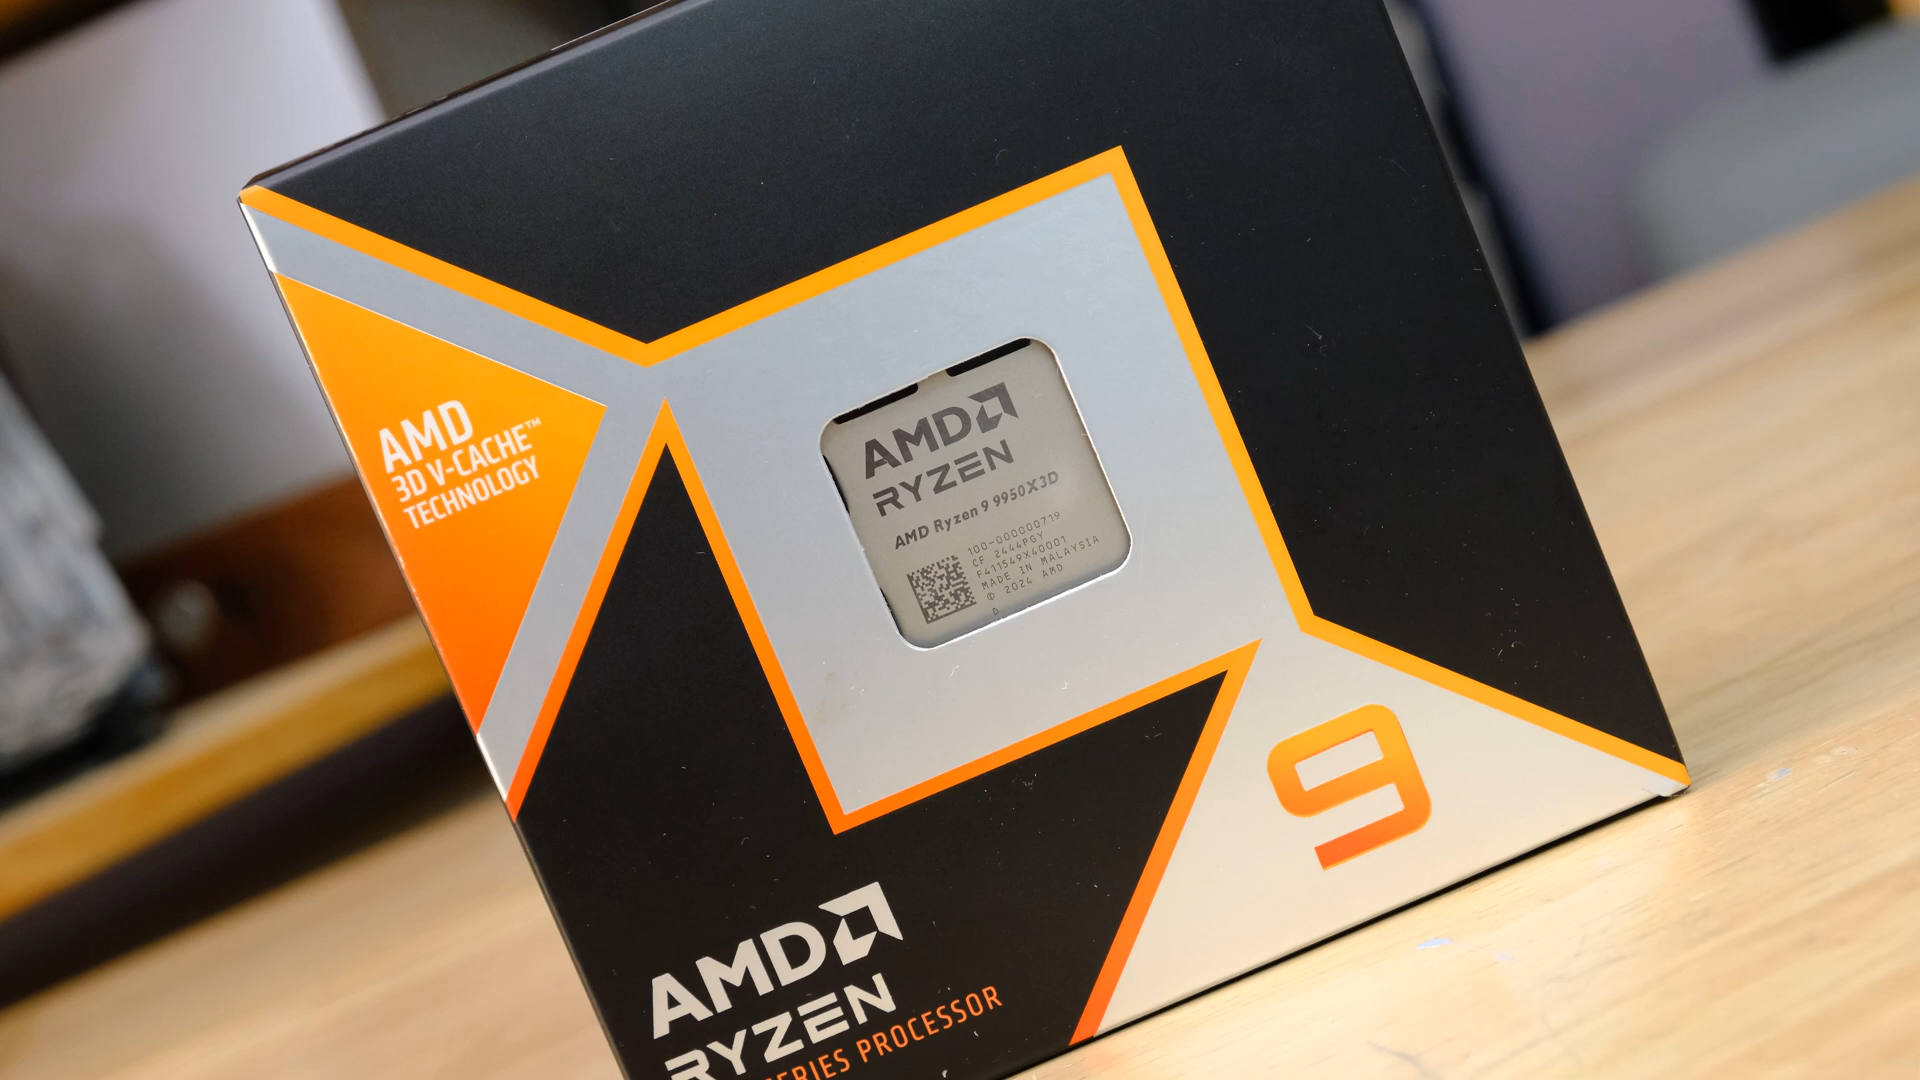 AMD
3D V-CACHE™
TECHNOLOGY
AMD
RYZEN
AMD Ryzen 9 9950X3D
100-000000719
CF 2444PGY
F411549X40001
MADE IN MALAYSIA
© 2024 AMD
D
9
AMD
RYZEN
SERIES PROCESSOR